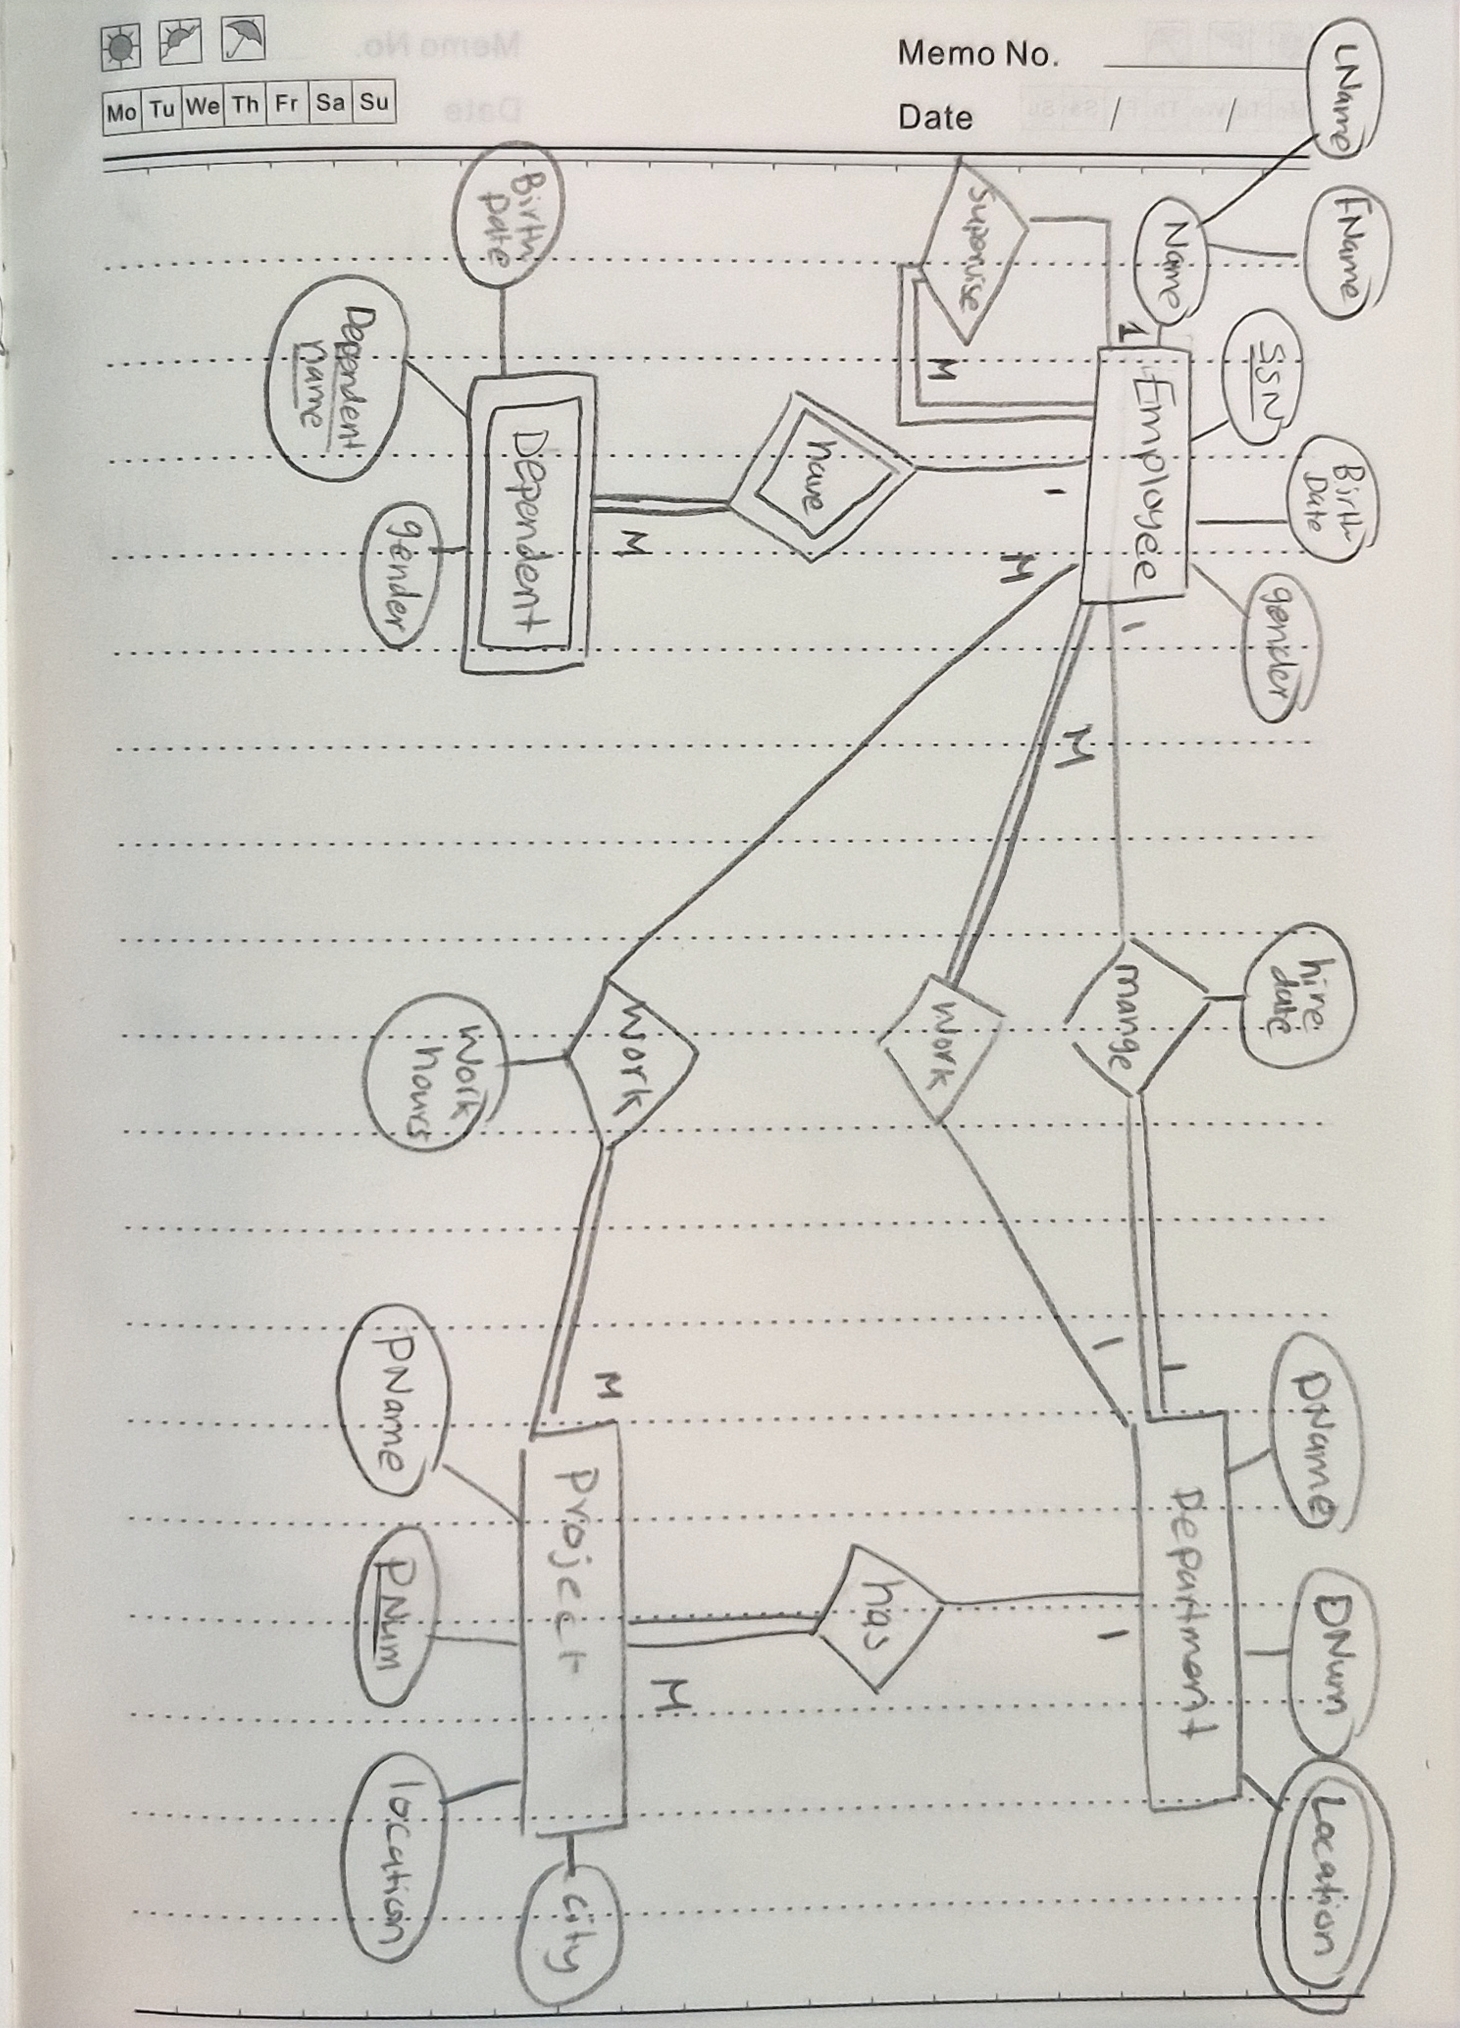 Memo No.
Date / /
Mo Tu We Th Fr Sa Su
LName
FName
Name
SSN
Birth
Date
gender
hire
date
DName
DNum
Location
1
Employee
1
mange
1
Department
supervise
M
1
M
Work
1
1
have
M
has
M
Dependent
Work
M
Project
M
city
Birth
Date
Dependent
name
gender
Work
hours
PName
PNum
location